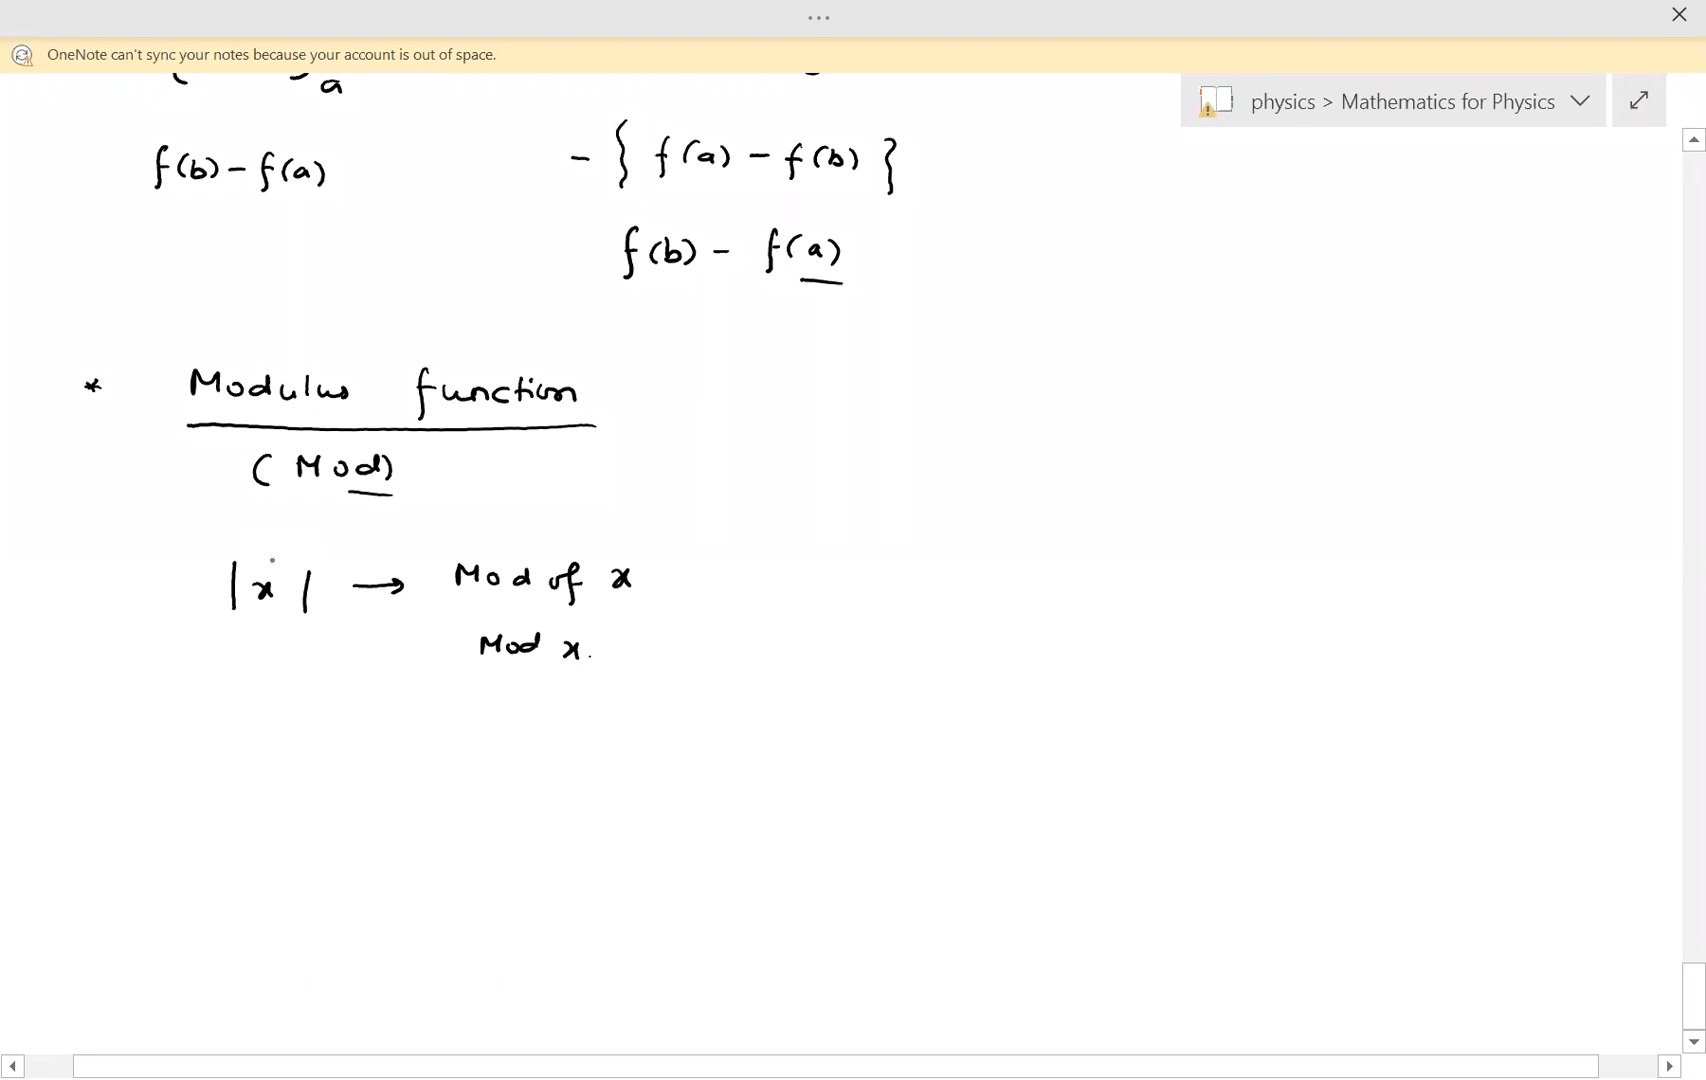 OneNote can't sync your notes because your account is out of space.
physics > Mathematics for Physics
a
f(b) - f(a)
- { f(a) - f(b) }
f(b) - f(a)
* Modulus function
(Mod)
|x| → Mod of x
Mod x.